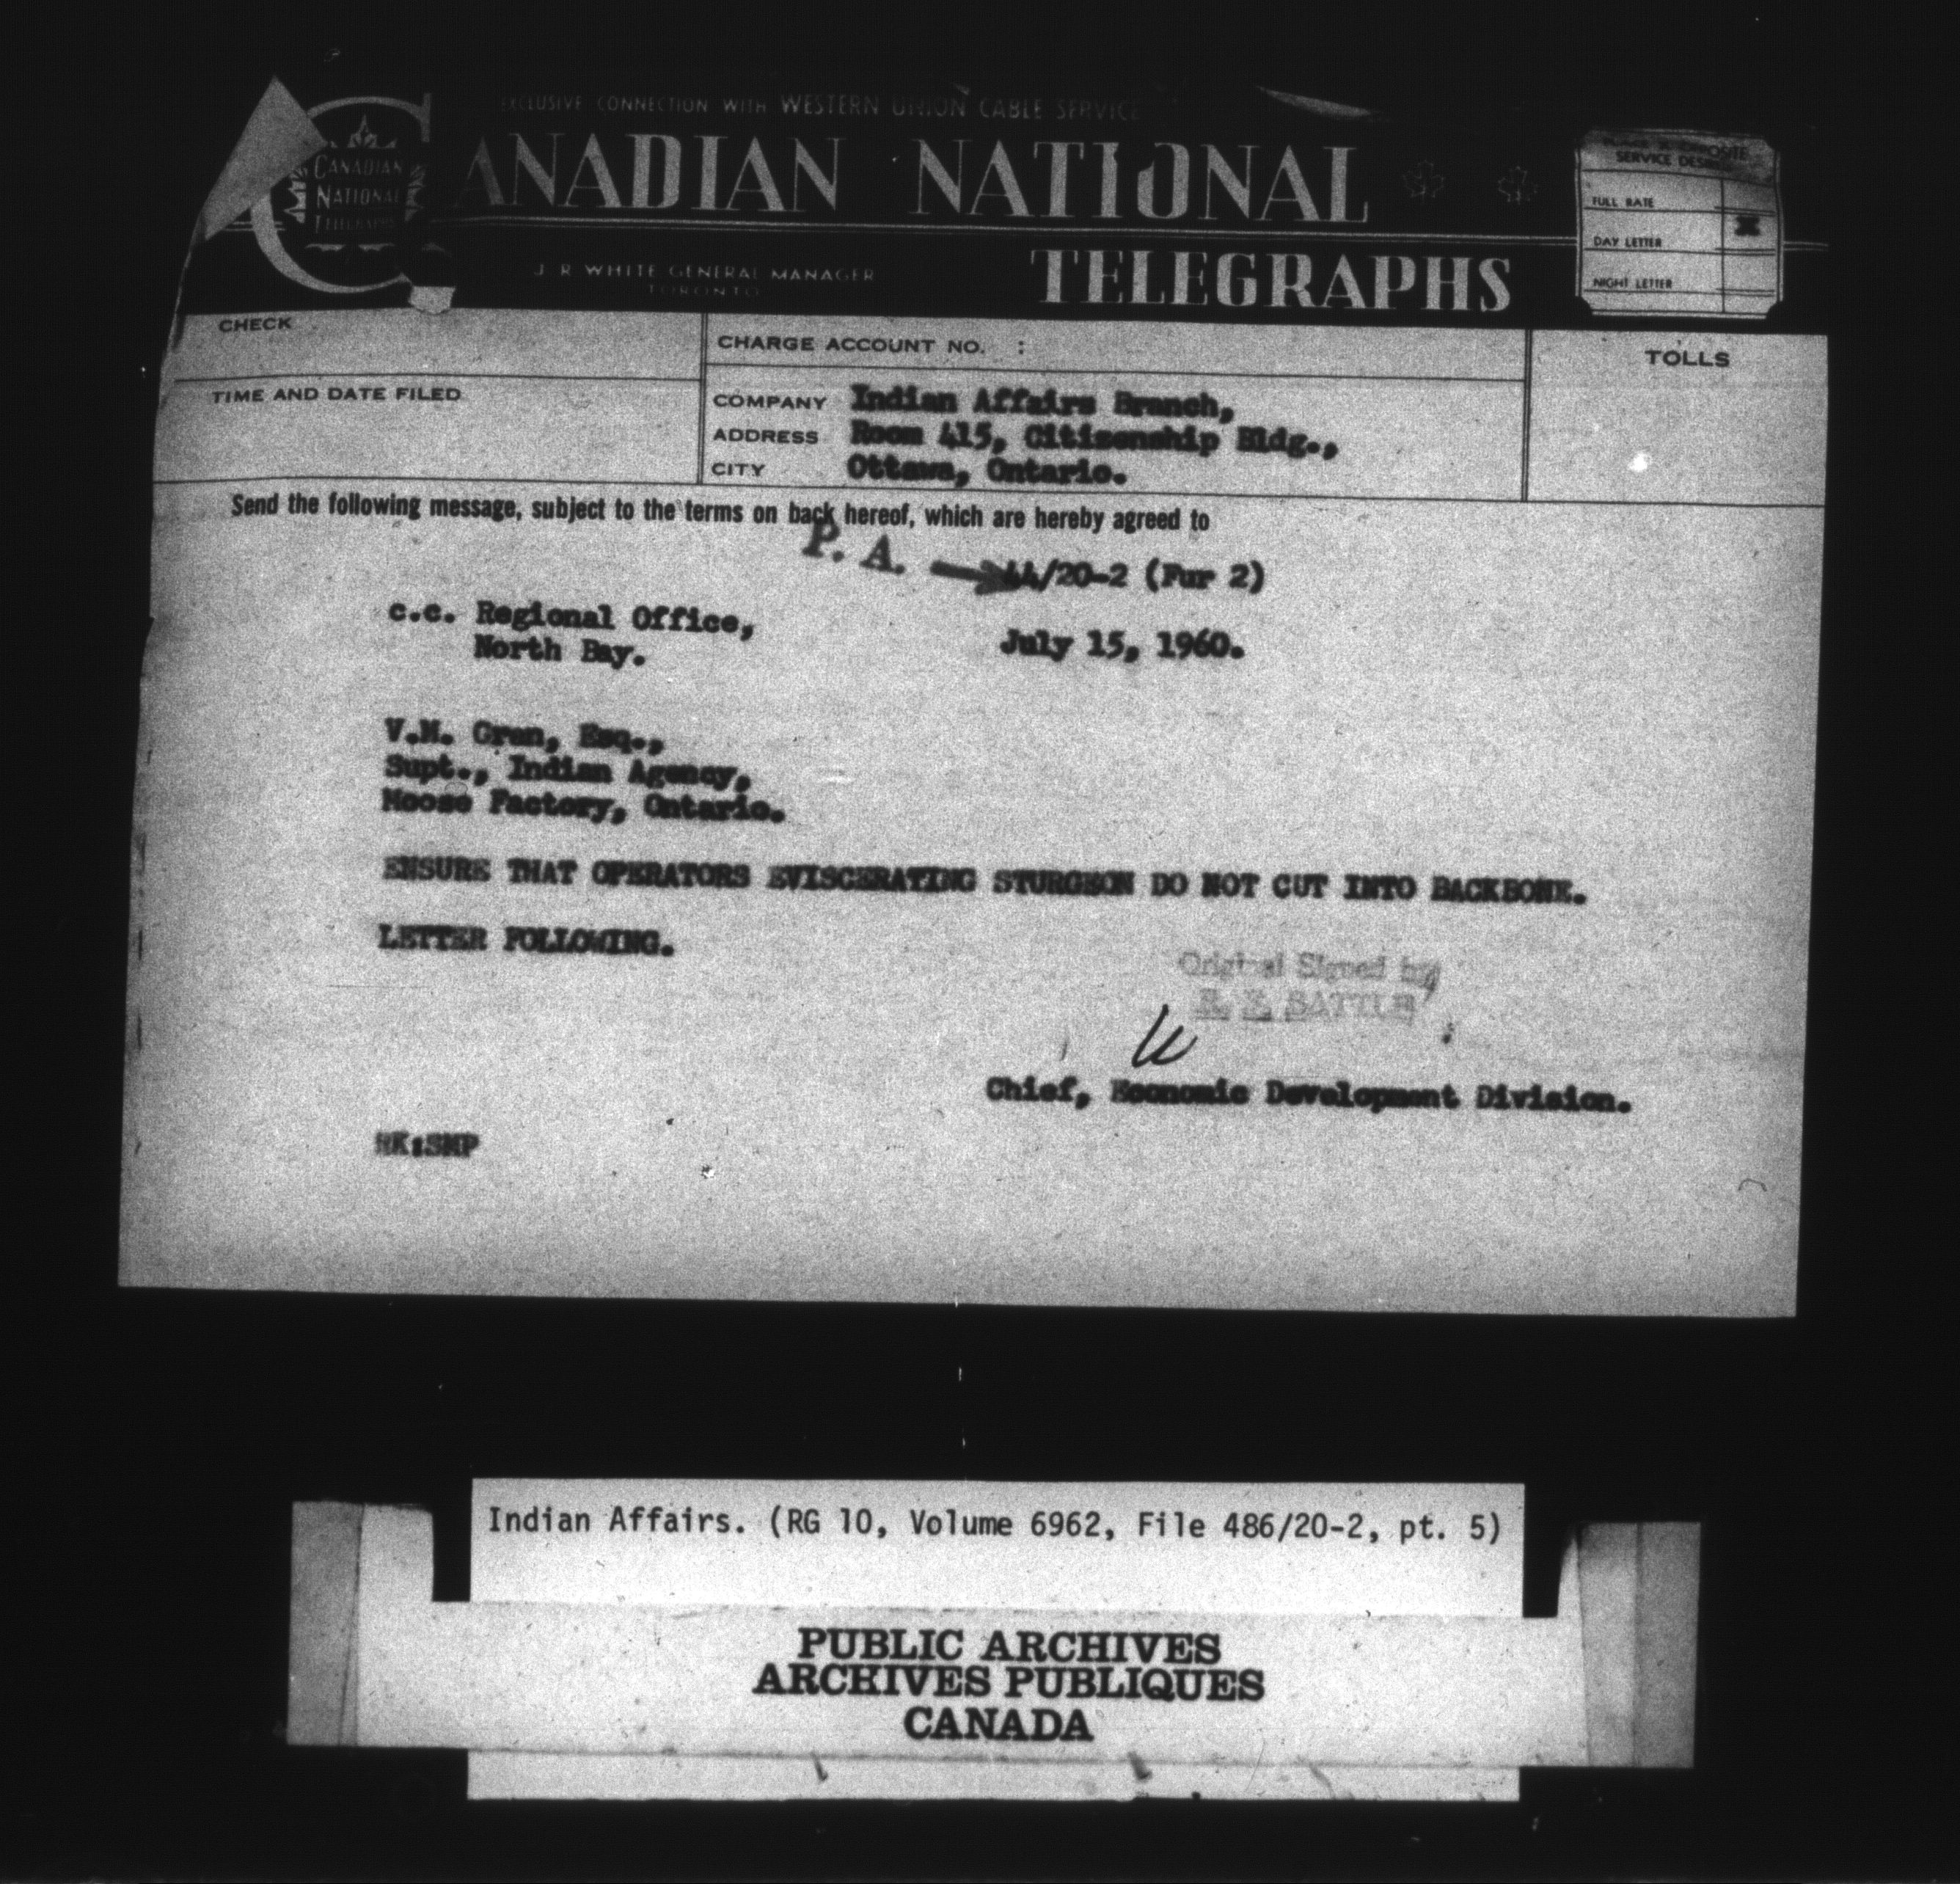 EXCLUSIVE CONNECTION WITH WESTERN UNION CABLE SERVICE
CANADIAN NATIONAL
TELEGRAPHS
CANADIAN
NATIONAL
TELEGRAPHS
J. R. WHITE GENERAL MANAGER
TORONTO
SERVICE DESIRED
FULL RATE
DAY LETTER X
NIGHT LETTER
CHECK
TIME AND DATE FILED
CHARGE ACCOUNT NO. :
COMPANY Indian Affairs Branch,
ADDRESS Room 415, Citizenship Bldg.,
CITY Ottawa, Ontario.
TOLLS
Send the following message, subject to the terms on back hereof, which are hereby agreed to
P. A.
44/20-2 (Fur 2)
c.c. Regional Office,
North Bay.
July 15, 1960.
V.M. Gran, Esq.,
Supt., Indian Agency,
Moose Factory, Ontario.
ENSURE THAT OPERATORS EVISCERATING STURGEON DO NOT CUT INTO BACKBONE.
LETTER FOLLOWING.
Original Signed by
BATTLE
Chief, Economic Development Division.
HK:SMP
Indian Affairs. (RG 10, Volume 6962, File 486/20-2, pt. 5)
PUBLIC ARCHIVES
ARCHIVES PUBLIQUES
CANADA